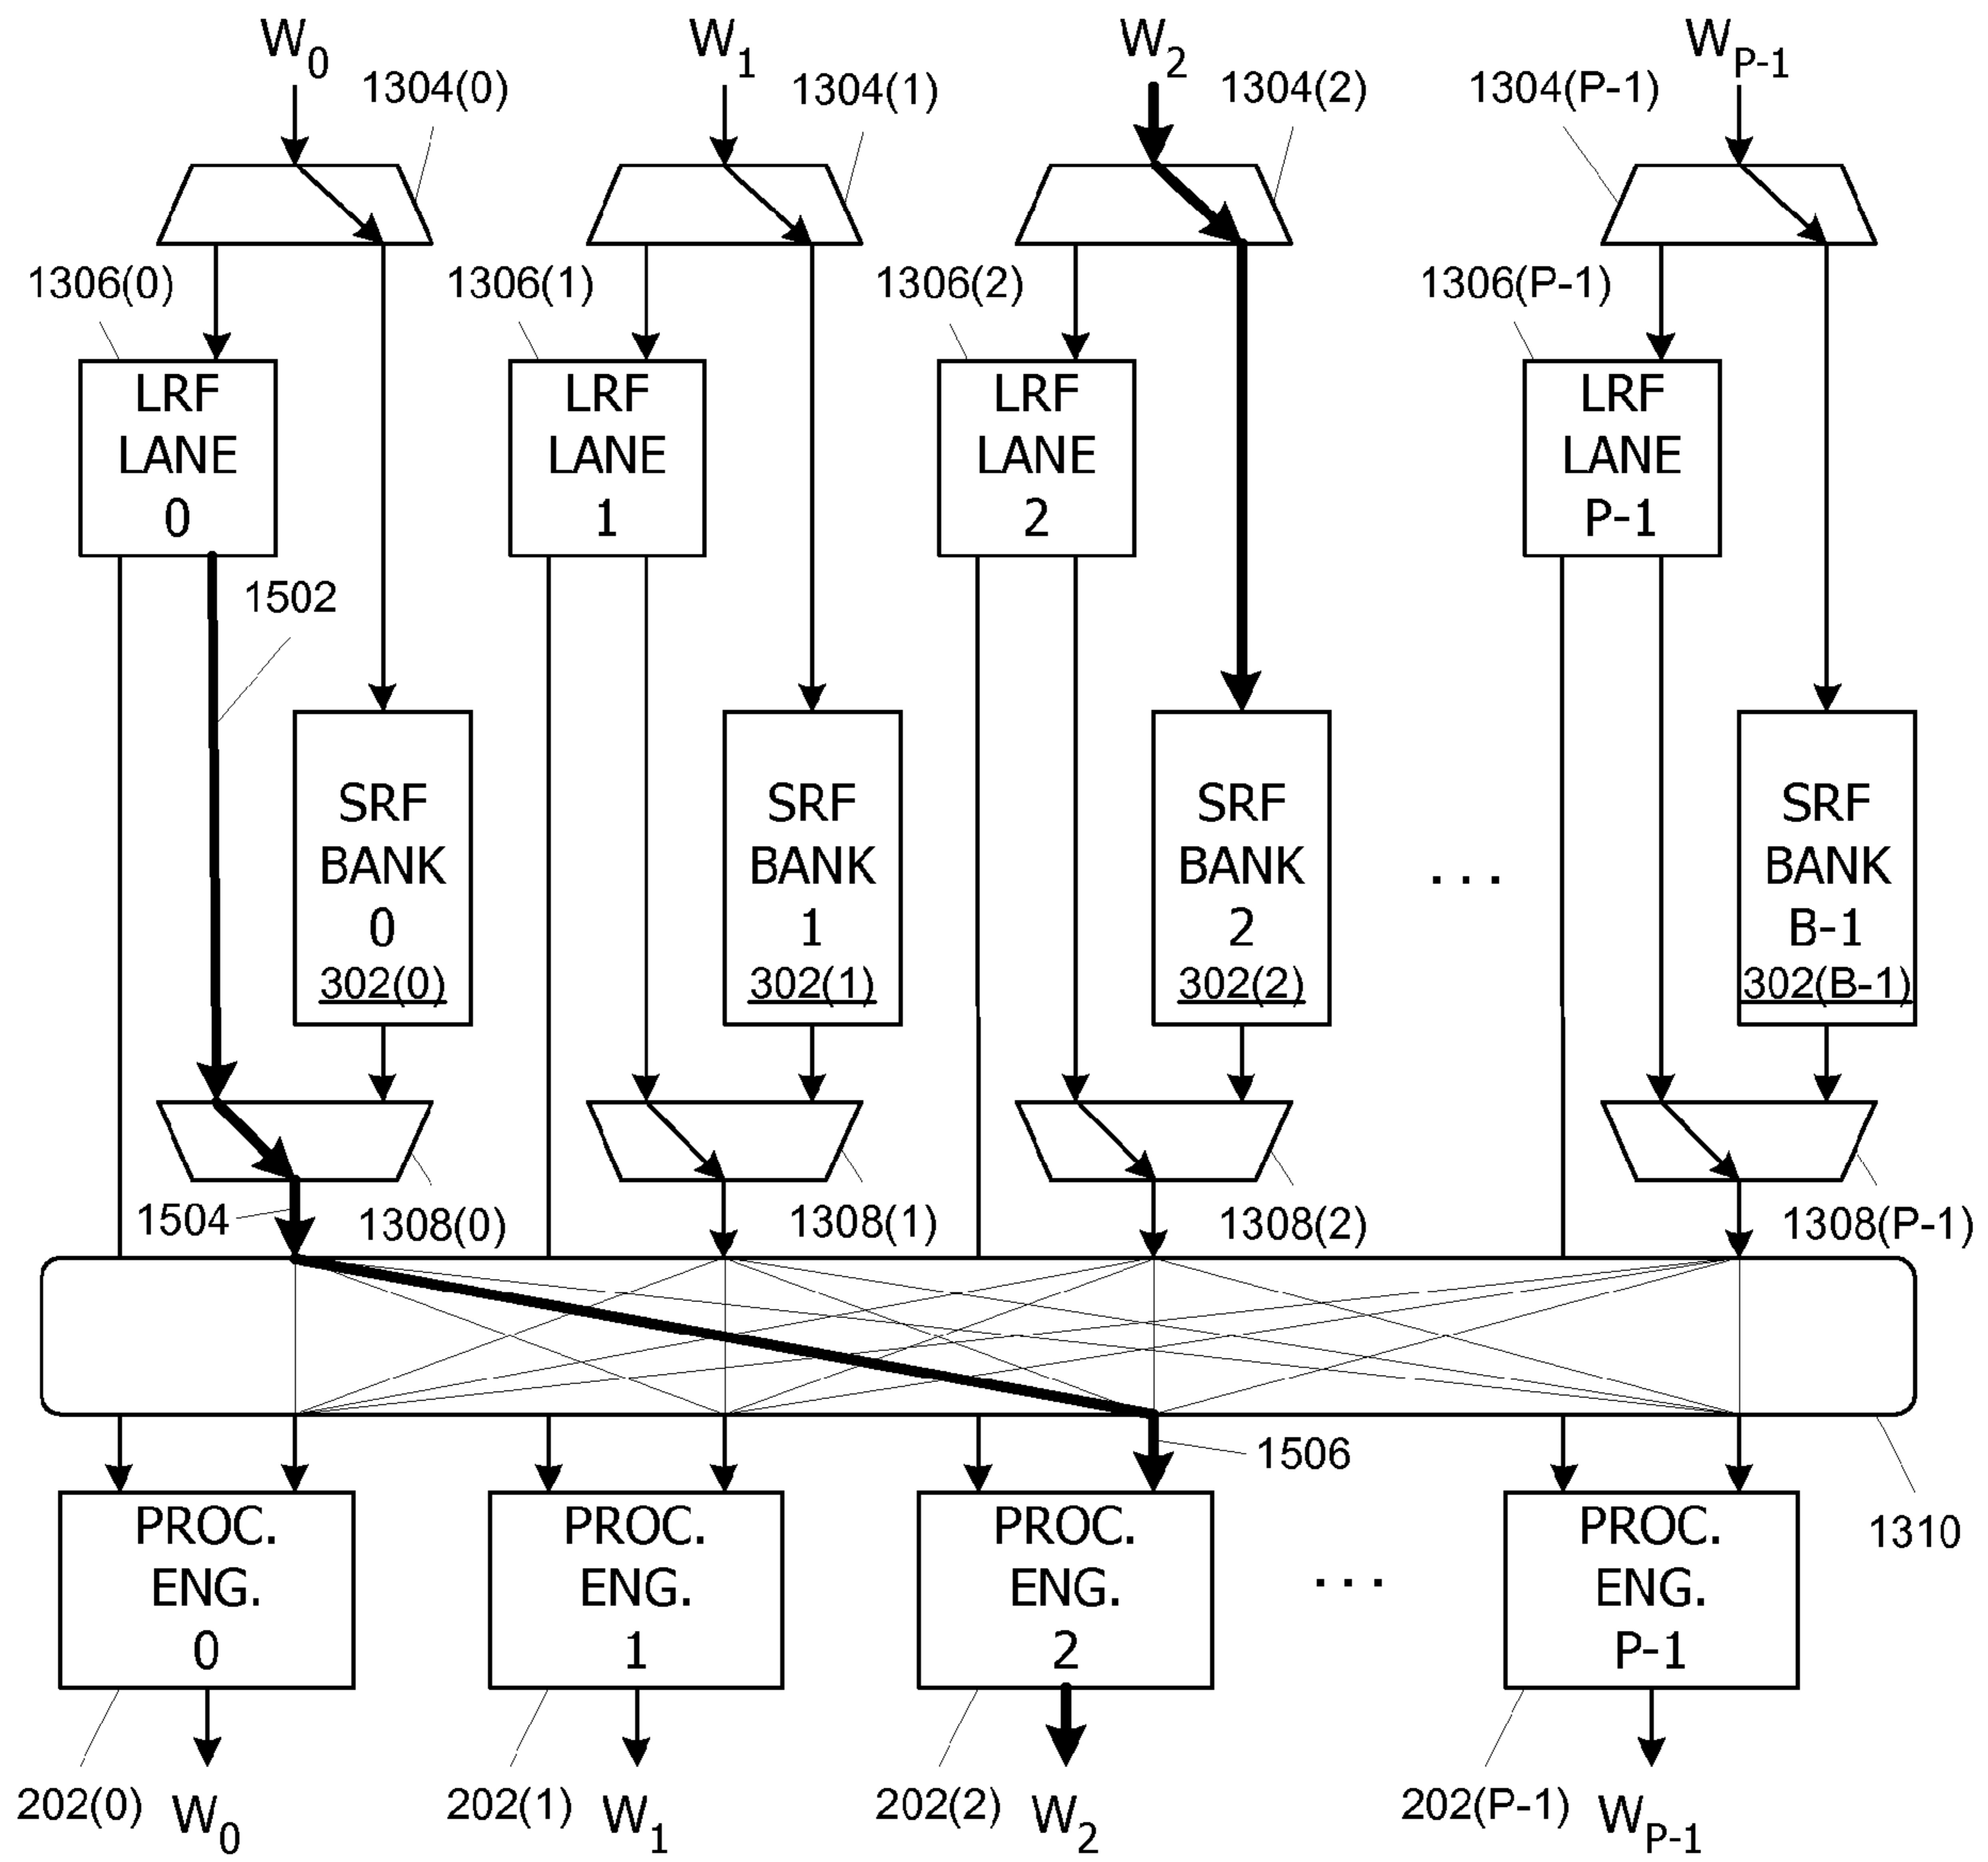 W0 W1 W2 WP-1
1304(0) 1304(1) 1304(2) 1304(P-1)
1306(0) 1306(1) 1306(2) 1306(P-1)
LRF LRF LRF LRF
LANE LANE LANE LANE
0 1 2 P-1
1502
SRF SRF SRF SRF
BANK BANK BANK ... BANK
0 1 2 B-1
302(0) 302(1) 302(2) 302(B-1)
1504 1308(0) 1308(1) 1308(2) 1308(P-1)
1506
PROC. PROC. PROC. PROC.
1310
ENG. ENG. ENG. ... ENG.
0 1 2 P-1
202(0) W0 202(1) W1 202(2) W2 202(P-1) WP-1